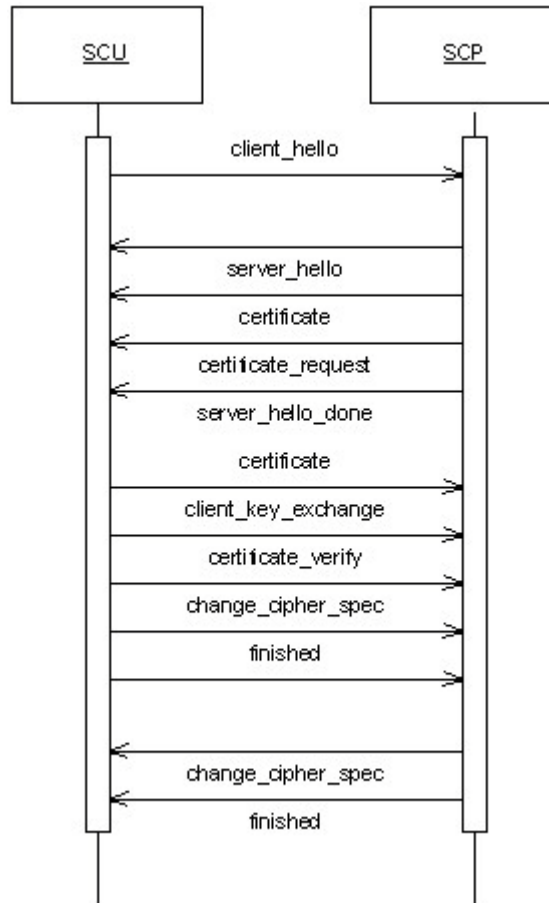 SCU
SCP
client_hello
server_hello
certificate
certificate_request
server_hello_done
certificate
client_key_exchange
certificate_verify
change_cipher_spec
finished
change_cipher_spec
finished